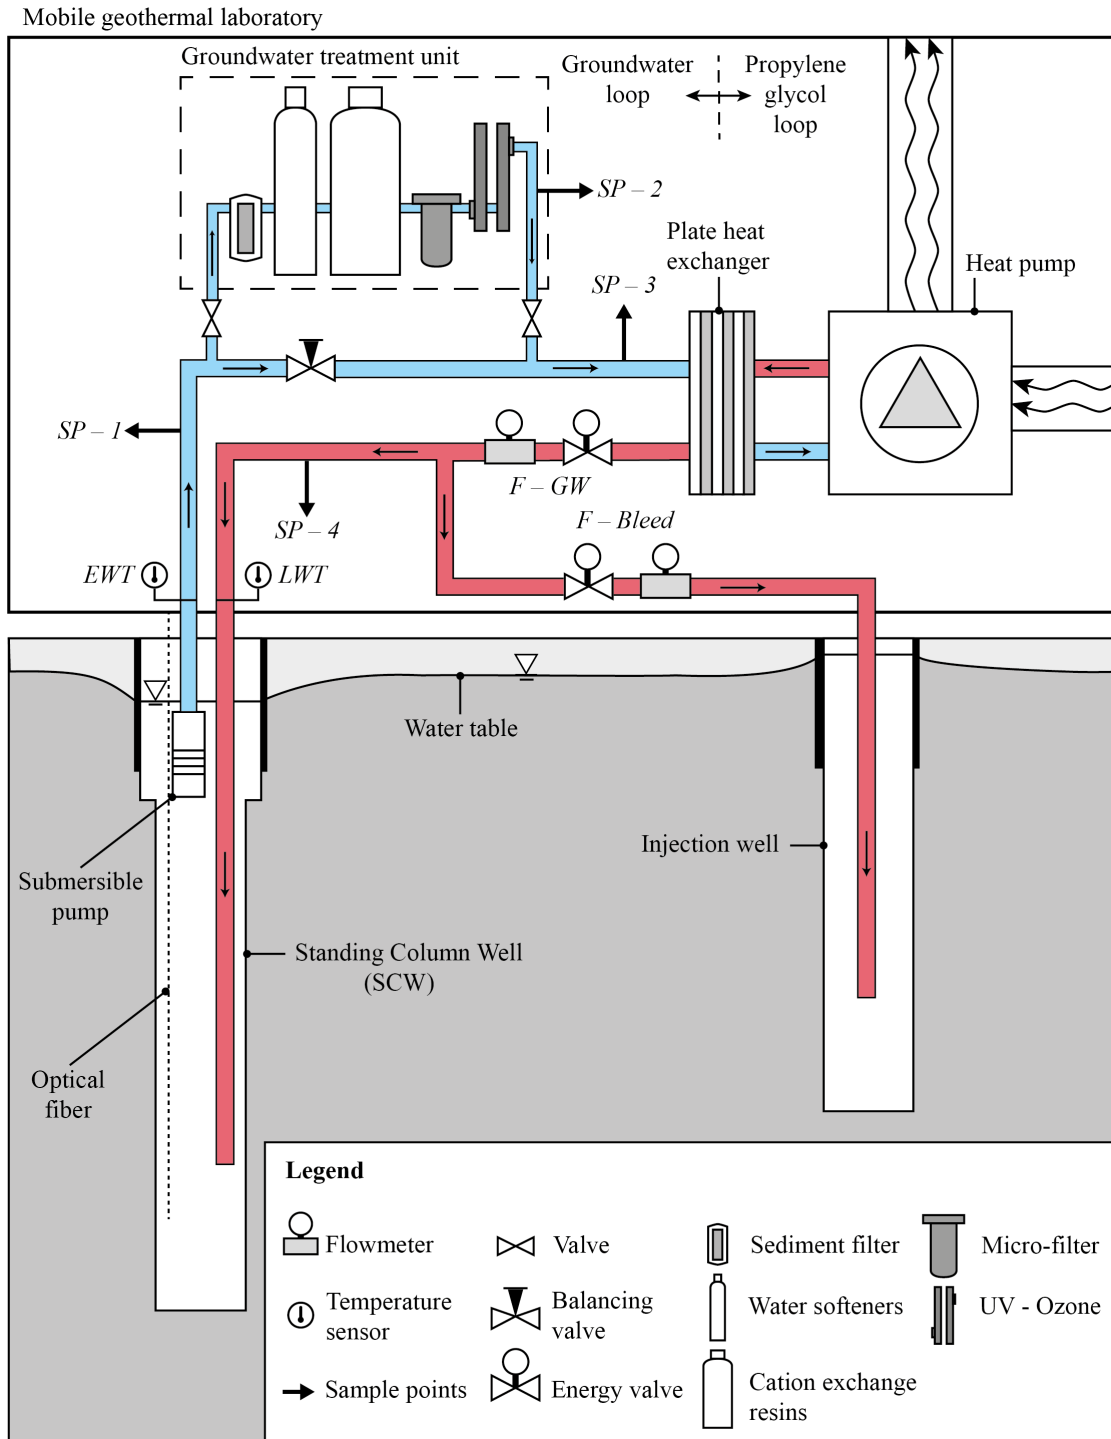 Mobile geothermal laboratory
Groundwater treatment unit
Groundwater
loop
Propylene
glycol
loop
SP – 2
Plate heat
exchanger
Heat pump
SP – 3
SP – 1
F – GW
SP – 4
F – Bleed
EWT
LWT
Water table
Injection well
Submersible
pump
Standing Column Well
(SCW)
Optical
fiber
Legend
Flowmeter
Valve
Sediment filter
Micro-filter
Temperature
sensor
Balancing
valve
Water softeners
UV - Ozone
Sample points
Energy valve
Cation exchange
resins